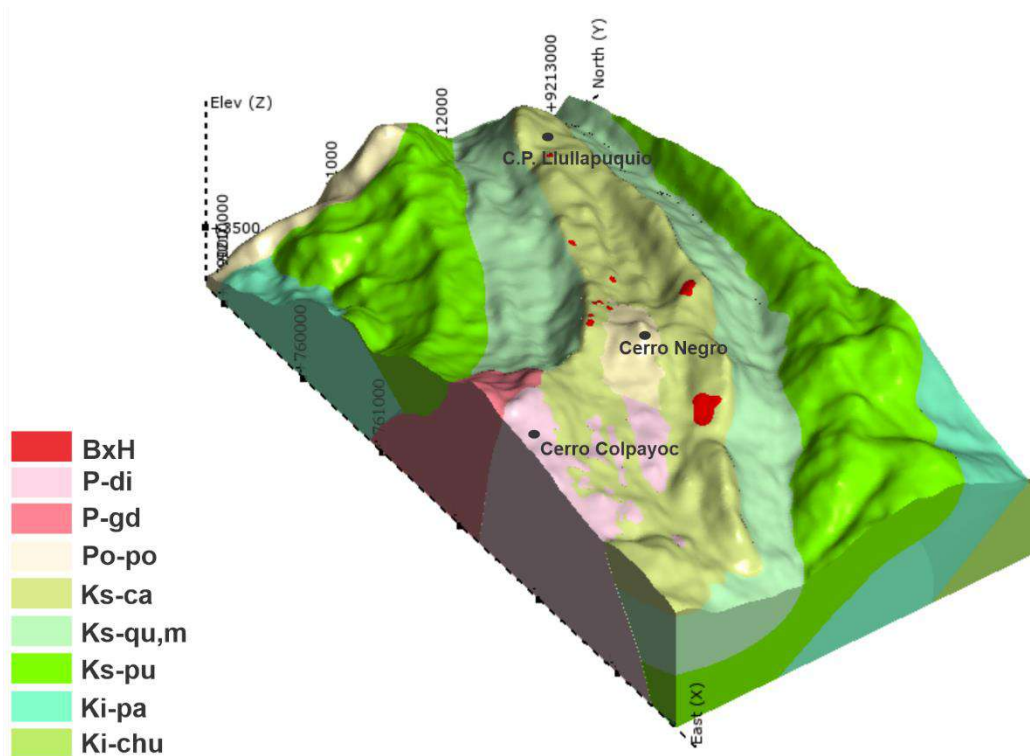 North (Y)
+9213000
Elev (Z)
12000
C.P. Llullapuquio
1000
+3500
760000
Cerro Negro
761000
Cerro Colpayoc
BxH
P-di
P-gd
Po-po
Ks-ca
Ks-qu,m
Ks-pu
Ki-pa
Ki-chu
East (X)